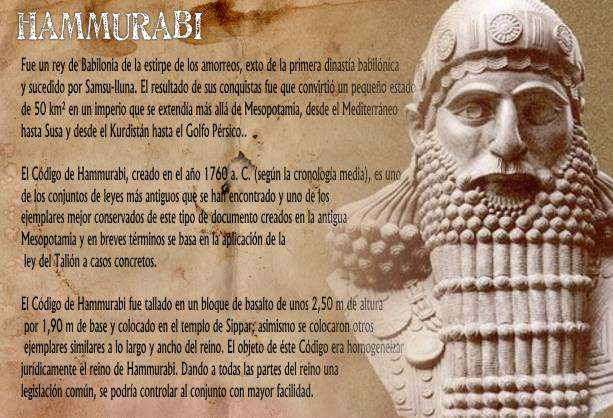 HAMMURABI
Fue un rey de Babilonia de la estirpe de los amorreos, exto de la primera dinastía babilónica
y sucedido por Samsu-Iluna. El resultado de sus conquistas fue que convirtió un pequeño estado
de 50 km² en un imperio que se extendía más allá de Mesopotamia, desde el Mediterráneo
hasta Susa y desde el Kurdistán hasta el Golfo Pérsico..
El Código de Hammurabi, creado en el año 1760 a. C. (según la cronología media), es uno
de los conjuntos de leyes más antiguos que se han encontrado y uno de los
ejemplares mejor conservados de este tipo de documento creados en la antigua
Mesopotamia y en breves términos se basa en la aplicación de la
ley del Talión a casos concretos.
El Código de Hammurabi fue tallado en un bloque de basalto de unos 2,50 m de altura
por 1,90 m de base y colocado en el templo de Sippar; asimismo se colocaron otros
ejemplares similares a lo largo y ancho del reino. El objeto de éste Código era homogeneizar
jurídicamente el reino de Hammurabi. Dando a todas las partes del reino una
legislación común, se podría controlar al conjunto con mayor facilidad.